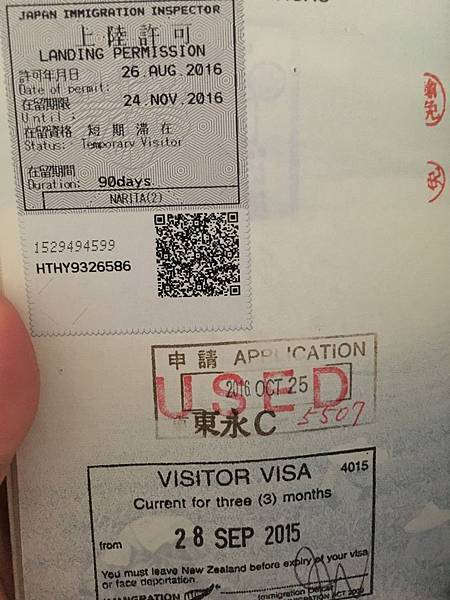 JAPAN IMMIGRATION INSPECTOR
上陸許可
LANDING PERMISSION
許可年月日 26.AUG.2016
Date of permit:
在留期限 24.NOV.2016
Until:
在留資格 短期滞在
Status: Temporary Visitor
在留期間
Duration: 90days
NARITA(2)
1529494599
HTHY9326586
申請 APPLICATION
USED
2016 OCT 25
東永C 5507
VISITOR VISA 4015
Current for three (3) months
from 28 SEP 2015
You must leave New Zealand before expiry of your visa
or face deportation.
IMMIGRATION
Immigration Officer